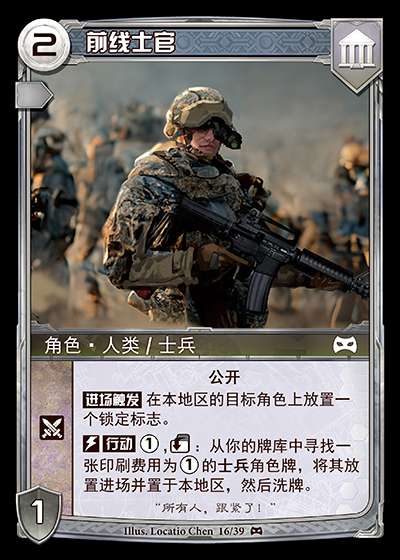 2 前线士官
角色·人类/士兵
公开
进场触发 在本地区的目标角色上放置一
个锁定标志。
行动 1,：从你的牌库中寻找一
张印刷费用为1的士兵角色牌，将其放
置进场并置于本地区，然后洗牌。
“所有人，跟紧了！”
1
Illus. Locatio Chen 16/39